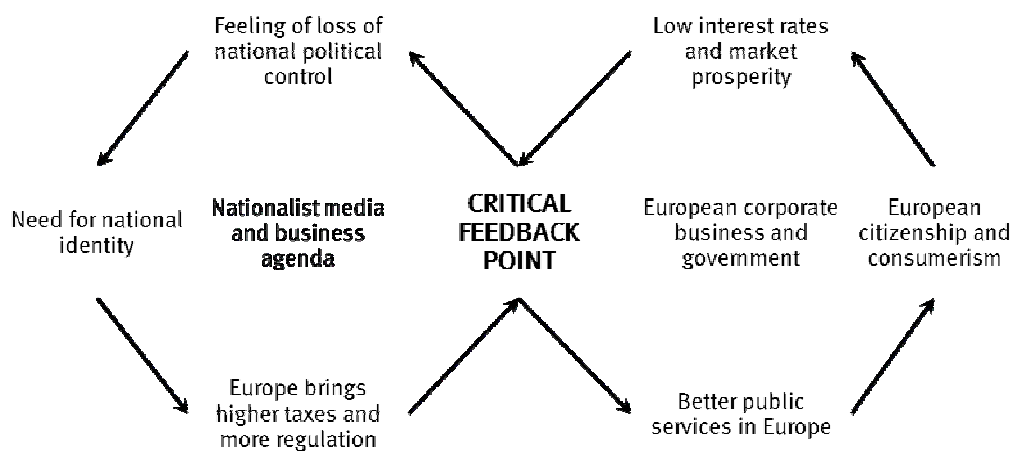 Feeling of loss of
national political
control
Low interest rates
and market
prosperity
Need for national
identity
Nationalist media
and business
agenda
CRITICAL
FEEDBACK
POINT
European corporate
business and
government
European
citizenship and
consumerism
Europe brings
higher taxes and
more regulation
Better public
services in Europe